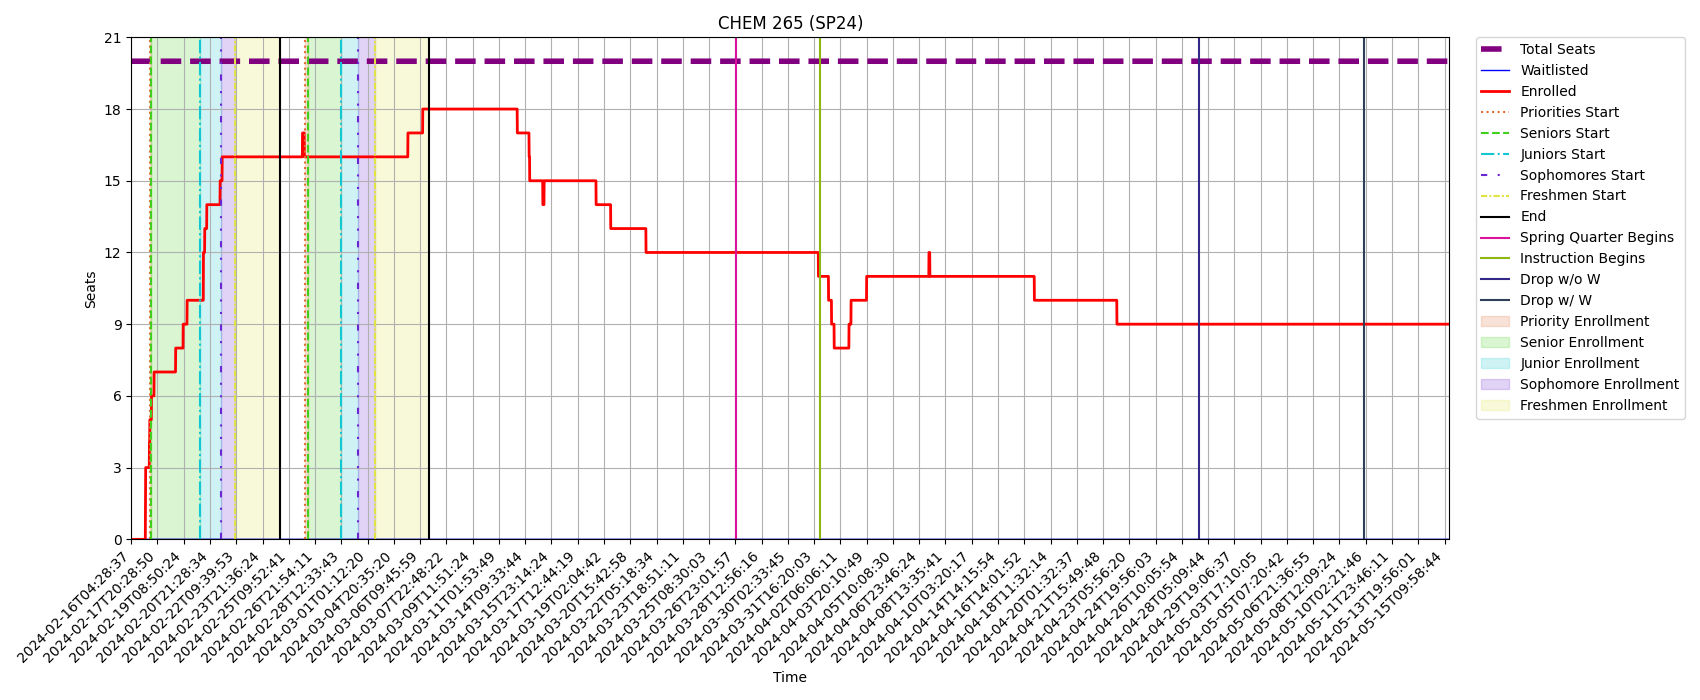 CHEM 265 (SP24)
Seats
21
18
15
12
9
6
3
0
2024-02-16T04:28:37
2024-02-17T20:28:50
2024-02-19T08:50:24
2024-02-20T21:28:34
2024-02-22T09:39:53
2024-02-23T21:36:24
2024-02-25T09:52:41
2024-02-26T21:54:11
2024-02-28T12:33:43
2024-03-01T01:12:20
2024-03-04T20:35:20
2024-03-06T09:45:59
2024-03-07T22:48:22
2024-03-09T11:51:24
2024-03-11T01:53:49
2024-03-14T09:33:44
2024-03-15T23:14:24
2024-03-17T12:44:19
2024-03-19T02:04:42
2024-03-20T15:42:58
2024-03-22T05:18:34
2024-03-23T18:51:11
2024-03-25T08:30:03
2024-03-26T23:01:57
2024-03-28T12:56:16
2024-03-30T02:33:45
2024-03-31T16:20:03
2024-04-02T06:06:11
2024-04-03T20:10:49
2024-04-05T10:08:30
2024-04-06T23:46:24
2024-04-08T13:35:41
2024-04-10T03:20:17
2024-04-14T14:15:54
2024-04-16T14:01:52
2024-04-18T11:32:14
2024-04-20T01:32:37
2024-04-21T15:49:48
2024-04-23T05:56:20
2024-04-24T19:56:03
2024-04-26T10:05:54
2024-04-28T05:09:44
2024-04-29T19:06:37
2024-05-03T17:10:05
2024-05-05T07:20:42
2024-05-06T21:36:55
2024-05-08T12:09:24
2024-05-10T02:21:46
2024-05-11T23:46:11
2024-05-13T19:56:01
2024-05-15T09:58:44
Time
Total Seats
Waitlisted
Enrolled
Priorities Start
Seniors Start
Juniors Start
Sophomores Start
Freshmen Start
End
Spring Quarter Begins
Instruction Begins
Drop w/o W
Drop w/ W
Priority Enrollment
Senior Enrollment
Junior Enrollment
Sophomore Enrollment
Freshmen Enrollment